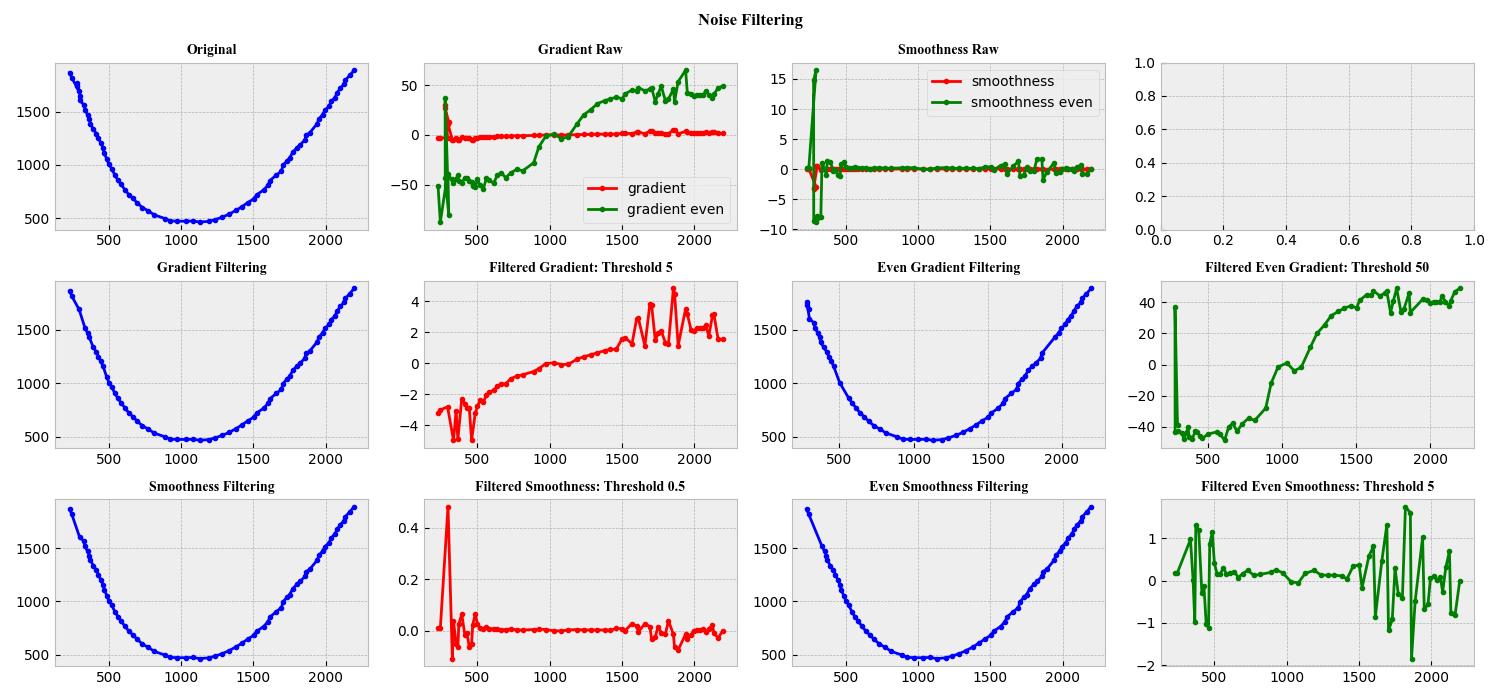 Noise Filtering
Original
Gradient Raw
Smoothness Raw
1500
1000
500
500 1000 1500 2000
50
0
−50
gradient
gradient even
500 1000 1500 2000
15
10
5
0
−5
−10
smoothness
smoothness even
500 1000 1500 2000
1.0
0.8
0.6
0.4
0.2
0.0
0.0 0.2 0.4 0.6 0.8 1.0
Gradient Filtering
Filtered Gradient: Threshold 5
Even Gradient Filtering
Filtered Even Gradient: Threshold 50
1500
1000
500
500 1000 1500 2000
4
2
0
−2
−4
500 1000 1500 2000
1500
1000
500
500 1000 1500 2000
40
20
0
−20
−40
500 1000 1500 2000
Smoothness Filtering
Filtered Smoothness: Threshold 0.5
Even Smoothness Filtering
Filtered Even Smoothness: Threshold 5
1500
1000
500
500 1000 1500 2000
0.4
0.2
0.0
500 1000 1500 2000
1500
1000
500
500 1000 1500 2000
1
0
−1
−2
500 1000 1500 2000